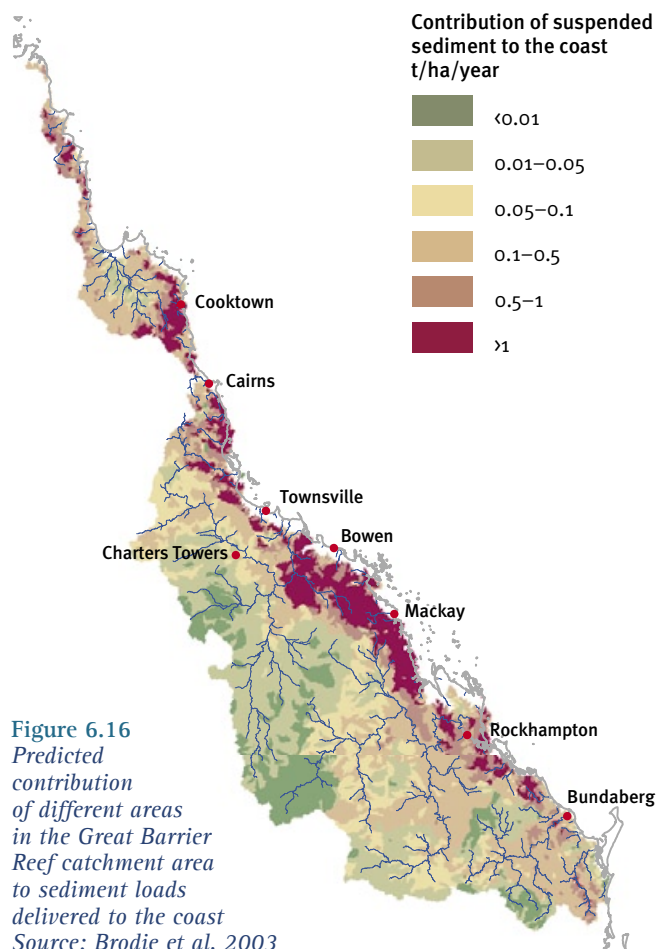 Contribution of suspended
sediment to the coast
t/ha/year
<0.01
0.01–0.05
0.05–0.1
0.1–0.5
0.5–1
>1
Cooktown
Cairns
Townsville
Bowen
Charters Towers
Mackay
Rockhampton
Bundaberg
Figure 6.16
Predicted
contribution
of different areas
in the Great Barrier
Reef catchment area
to sediment loads
delivered to the coast
Source: Brodie et al. 2003